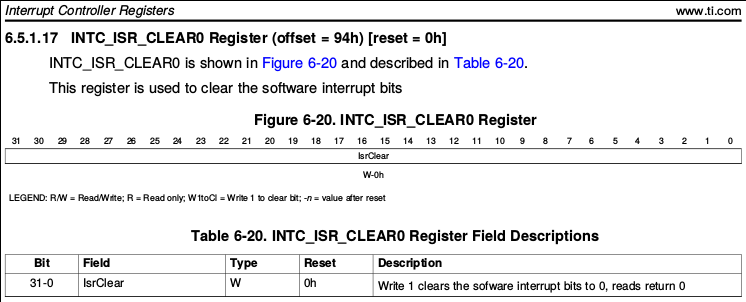 Interrupt Controller Registers www.ti.com
6.5.1.17 INTC_ISR_CLEAR0 Register (offset = 94h) [reset = 0h]
INTC_ISR_CLEAR0 is shown in Figure 6-20 and described in Table 6-20.
This register is used to clear the software interrupt bits
Figure 6-20. INTC_ISR_CLEAR0 Register
31 30 29 28 27 26 25 24 23 22 21 20 19 18 17 16 15 14 13 12 11 10 9 8 7 6 5 4 3 2 1 0
IsrClear
W-0h
LEGEND: R/W = Read/Write; R = Read only; W1toCl = Write 1 to clear bit; -n = value after reset
Table 6-20. INTC_ISR_CLEAR0 Register Field Descriptions
Bit Field Type Reset Description
31-0 IsrClear W 0h Write 1 clears the sofware interrupt bits to 0, reads return 0